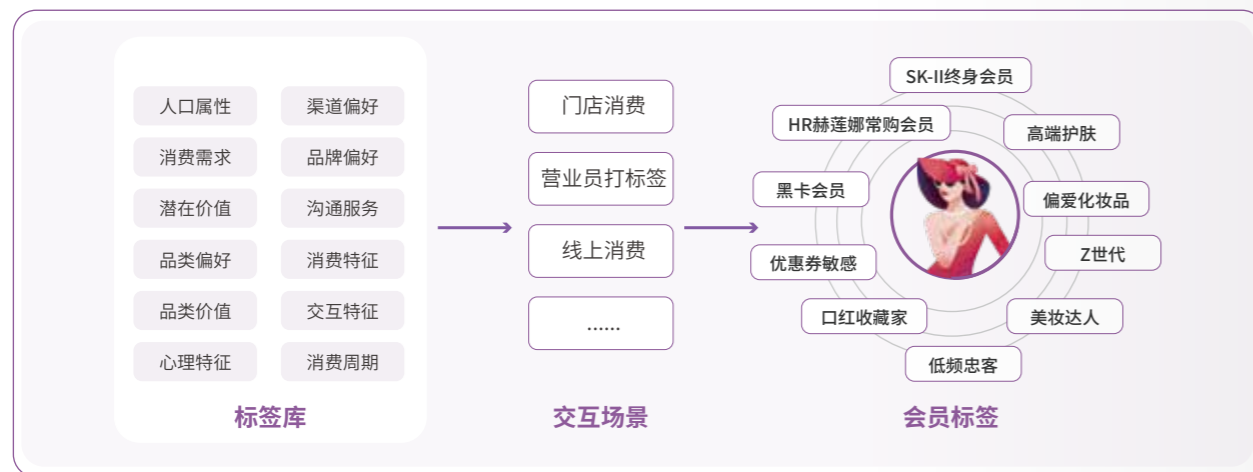 人口属性
渠道偏好
消费需求
品牌偏好
潜在价值
沟通服务
品类偏好
消费特征
品类价值
交互特征
心理特征
消费周期
标签库
门店消费
营业员打标签
线上消费
......
交互场景
SK-II终身会员
HR赫莲娜常购会员
高端护肤
黑卡会员
偏爱化妆品
优惠券敏感
Z世代
口红收藏家
美妆达人
低频忠客
会员标签